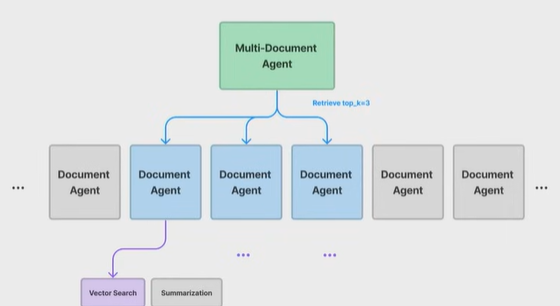 Multi-Document
Agent
Retrieve top_k=3
... Document Document Document Document Document Document ...
Agent Agent Agent Agent Agent Agent
... ...
Vector Search Summarization